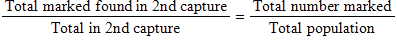 Total marked found in 2nd capture
Total in 2nd capture
=
Total number marked
Total population